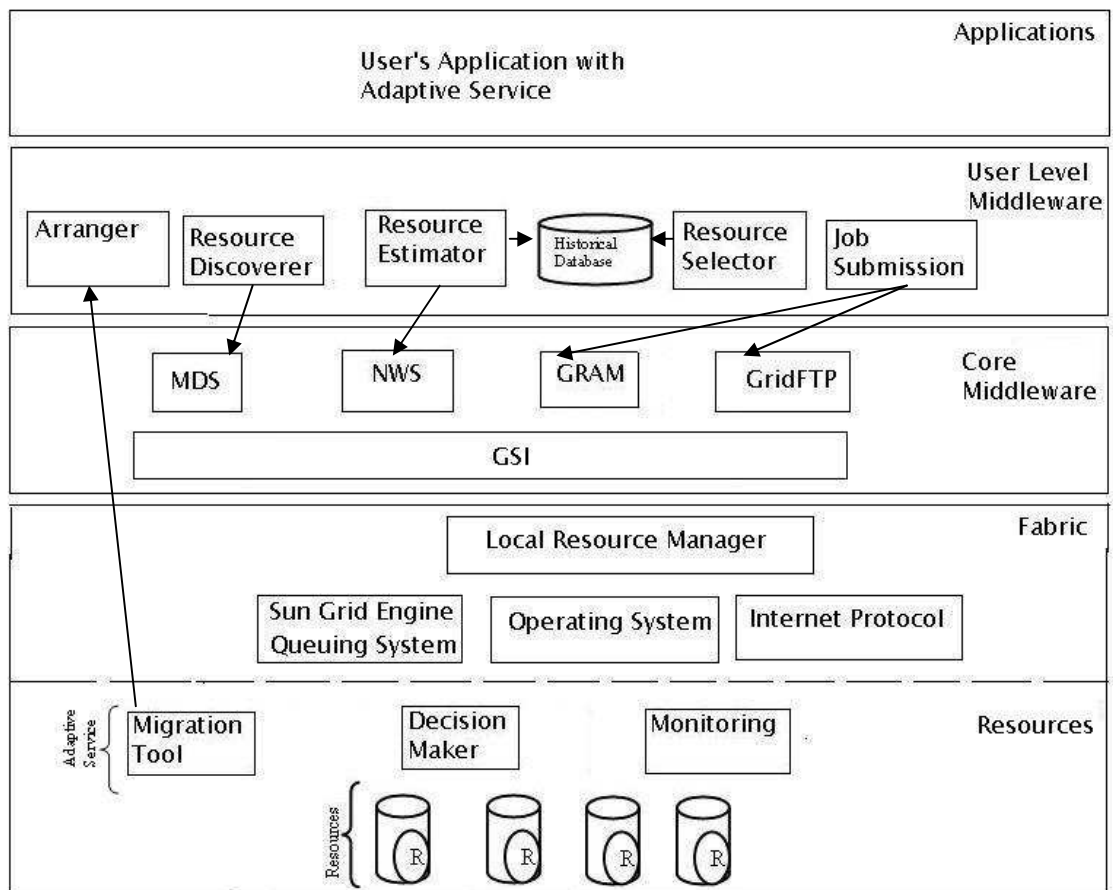 Applications
User's Application with
Adaptive Service
User Level
Middleware
Arranger
Resource
Discoverer
Resource
Estimator
Historical
Database
Resource
Selector
Job
Submission
MDS
NWS
GRAM
GridFTP
Core
Middleware
GSI
Fabric
Local Resource Manager
Sun Grid Engine
Queuing System
Operating System
Internet Protocol
Adaptive
Service
Migration
Tool
Decision
Maker
Monitoring
Resources
Resources
R
R
R
R